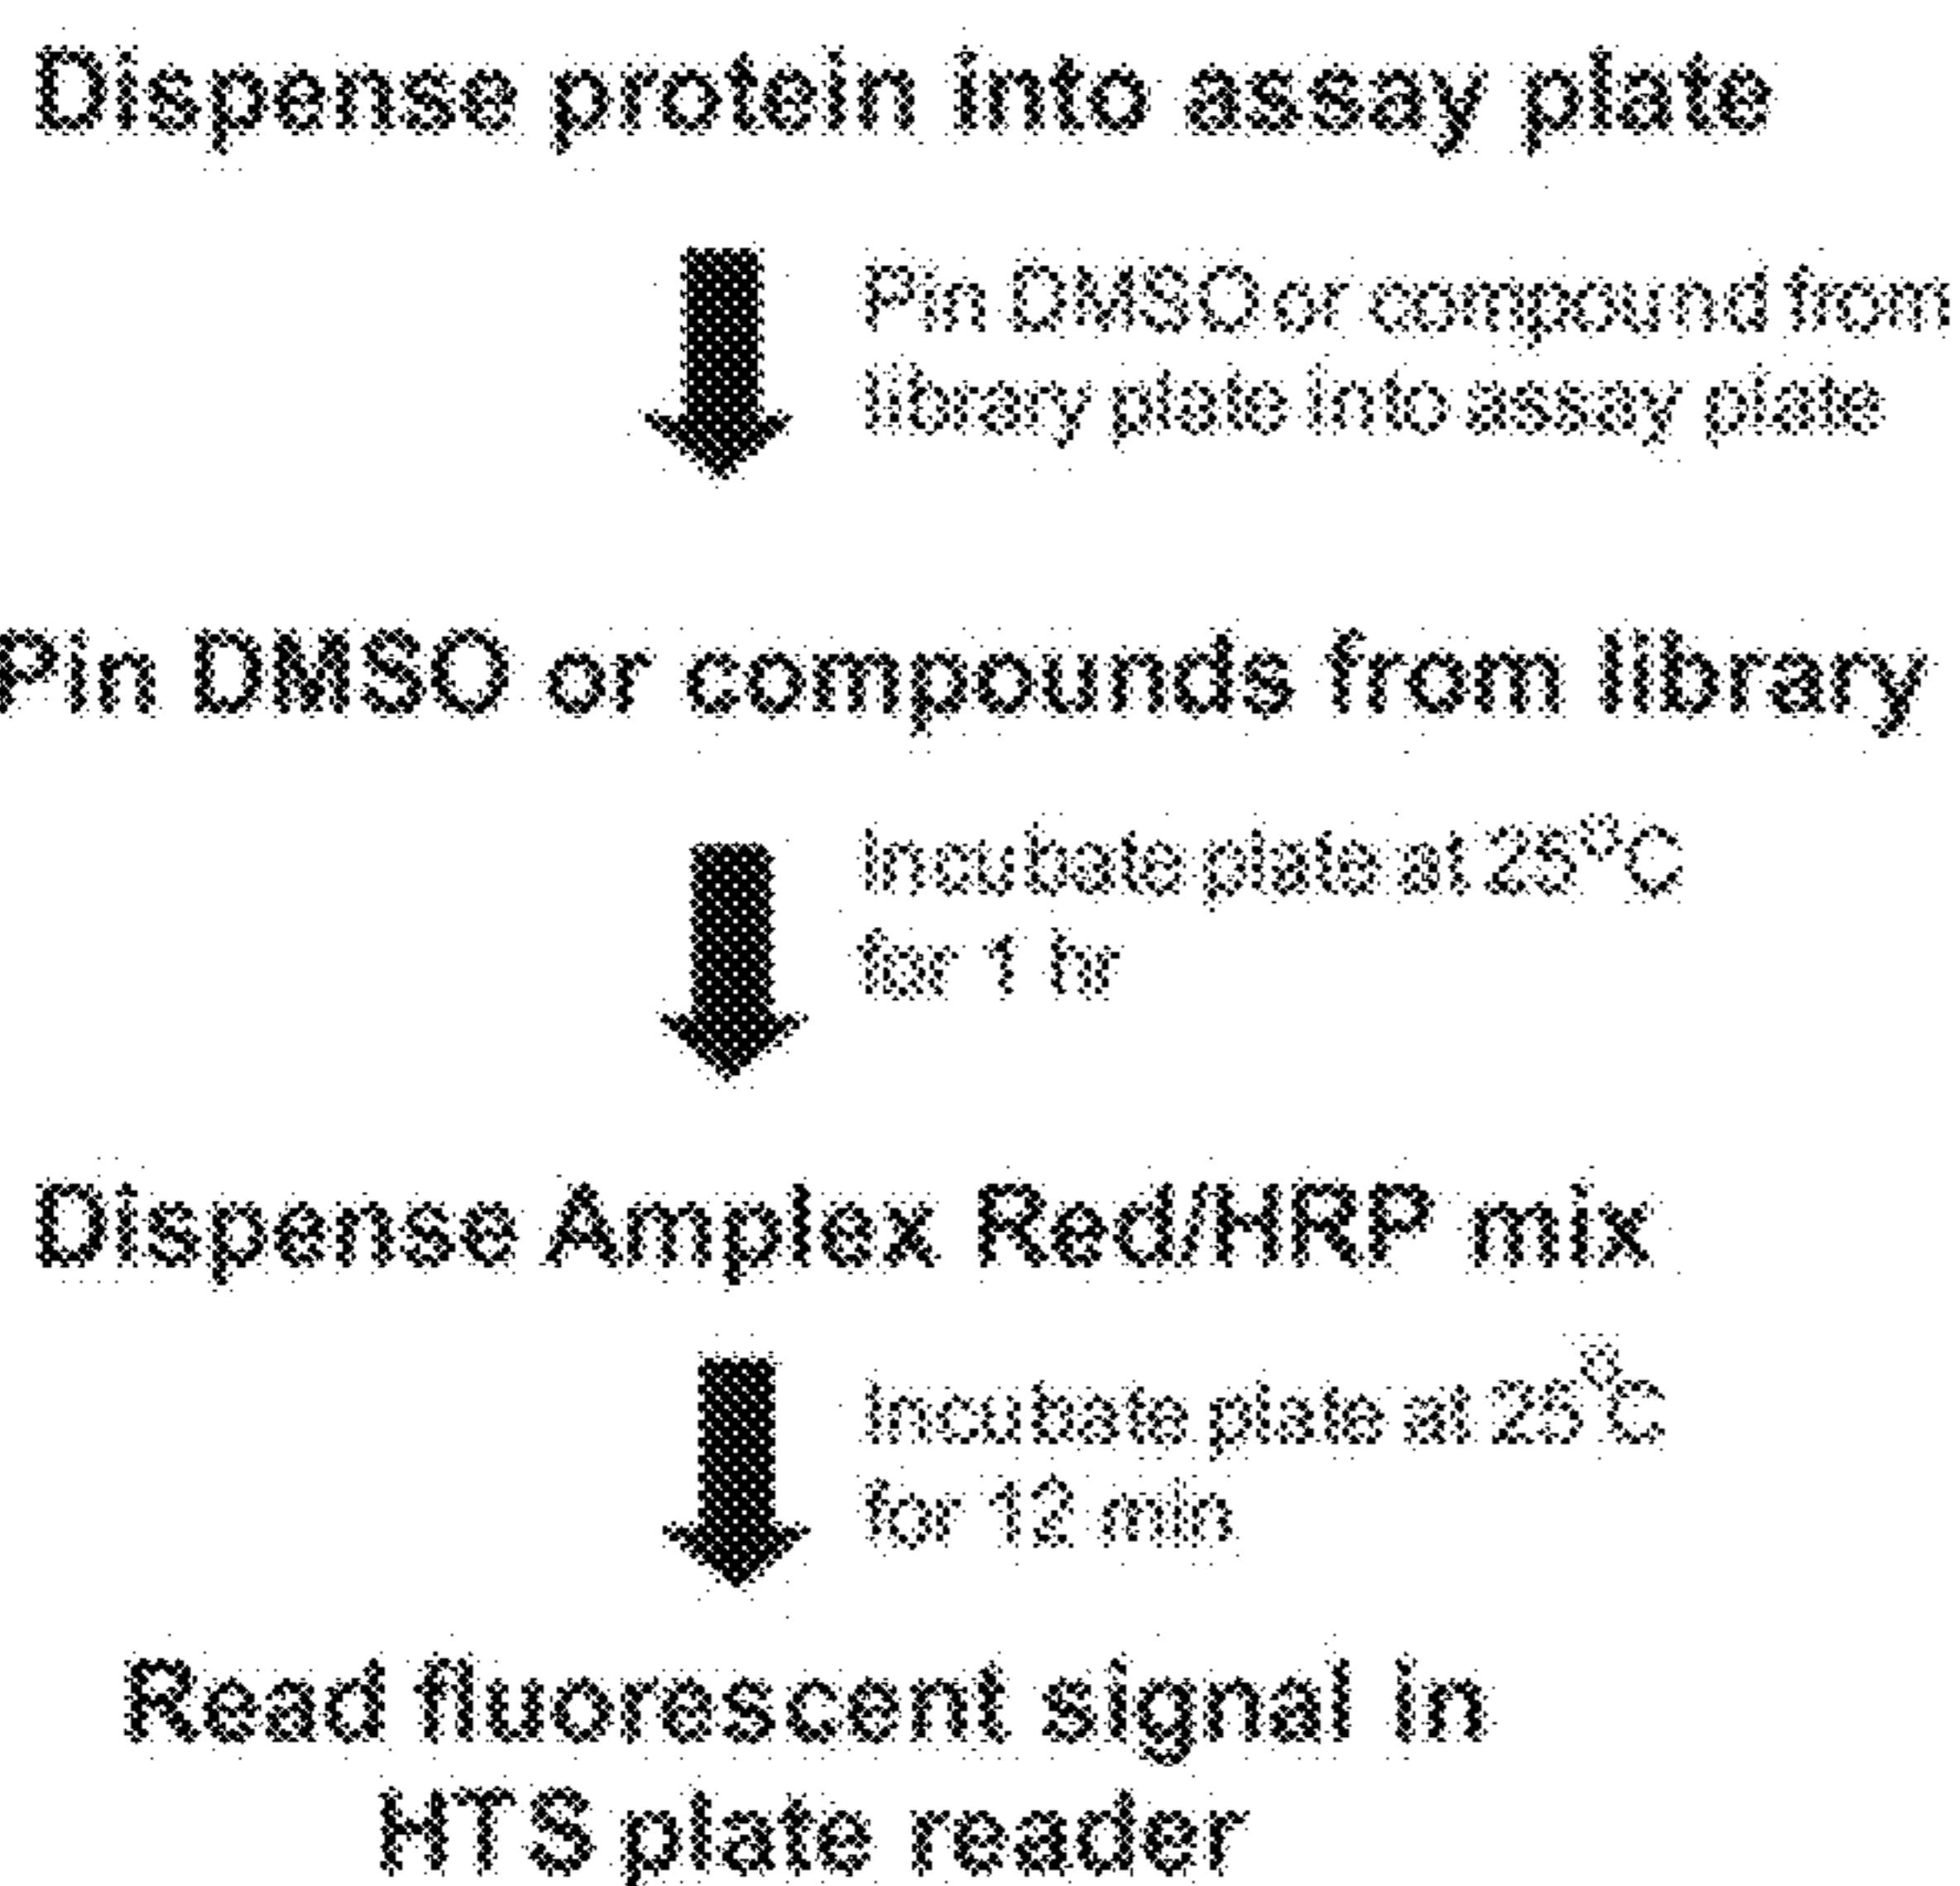 Dispense protein into assay plate
Pin DMSO or compound from
library plate into assay plate
Pin DMSO or compounds from library
Incubate plate at 25°C
for 1 hr
Dispense Amplex Red/HRP mix
Incubate plate at 25°C
for 12 min
Read fluorescent signal in
HTS plate reader